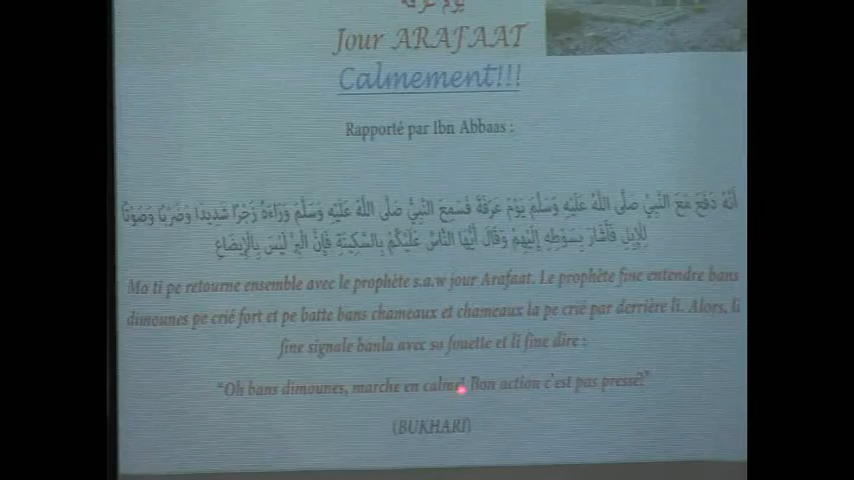 يَوْمُ عَرَفَة
Jour ARAFAAT
Calmement!!!
Rapporté par Ibn Abbaas :
أَنَّهُ دَفَعَ مَعَ النَّبِيِّ صَلَّى اللَّهُ عَلَيْهِ وَسَلَّمَ يَوْمَ عَرَفَةَ فَسَمِعَ النَّبِيُّ صَلَّى اللَّهُ عَلَيْهِ وَسَلَّمَ وَرَاءَهُ زَجْرًا شَدِيدًا وَضَرْبًا وَصَوْتًا
لِلْإِبِلِ فَأَشَارَ بِسَوْطِهِ إِلَيْهِمْ وَقَالَ أَيُّهَا النَّاسُ عَلَيْكُمْ بِالسَّكِينَةِ فَإِنَّ الْبِرَّ لَيْسَ بِالْإِيضَاعِ
Mo ti pe retourne ensemble avec le prophète s.a.w jour Arafaat. Le prophète fine entendre bans
dimounes pe crié fort et pe batte bans chameaux et chameaux la pe crié par derrière li. Alors, li
fine signale banla avec so fouette et li fine dire :
“Oh bans dimounes, marche en calme! Bon action c'est pas pressé!”
(BUKHARI)